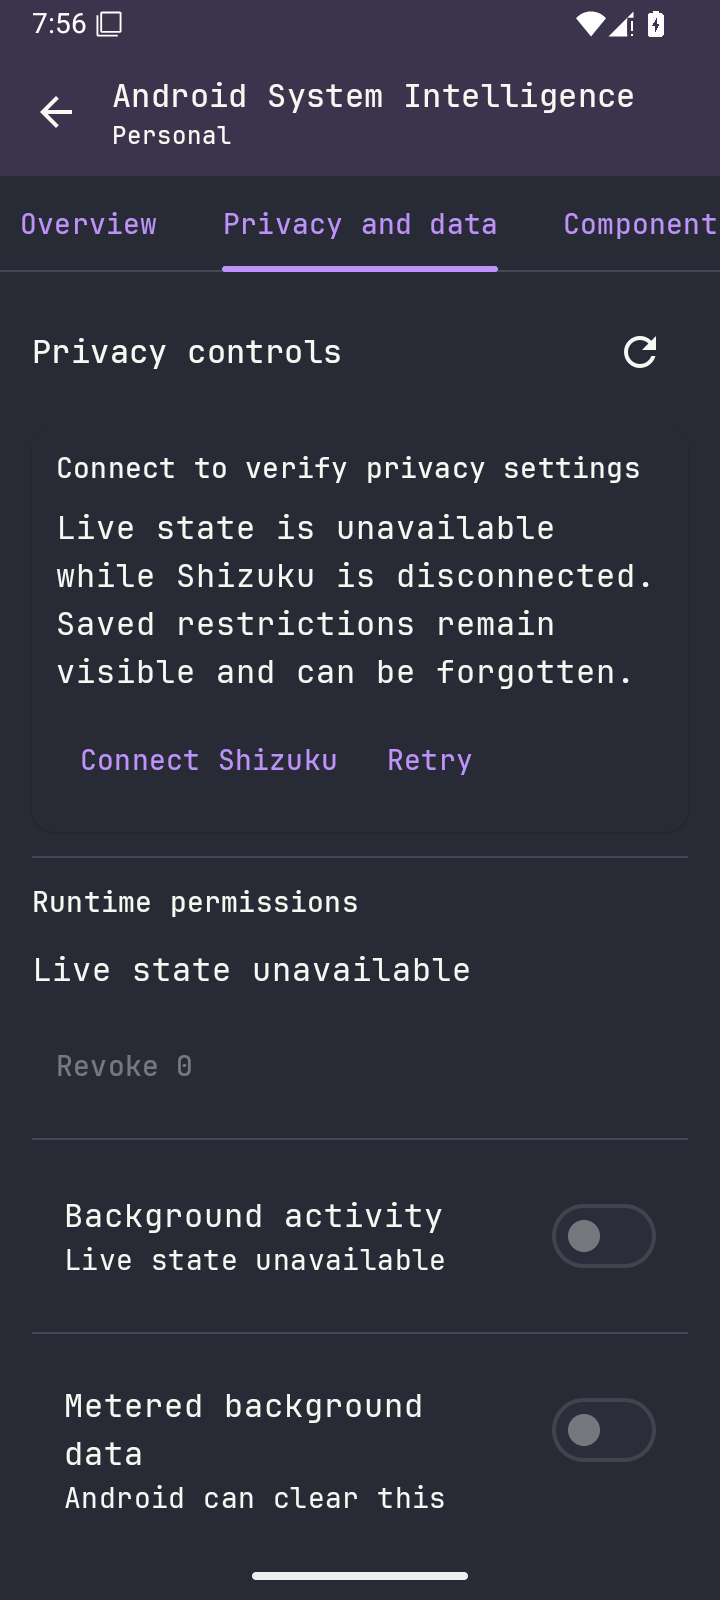 7:56
Android System Intelligence
Personal
Overview
Privacy and data
Component
Privacy controls
Connect to verify privacy settings
Live state is unavailable
while Shizuku is disconnected.
Saved restrictions remain
visible and can be forgotten.
Connect Shizuku
Retry
Runtime permissions
Live state unavailable
Revoke 0
Background activity
Live state unavailable
Metered background
data
Android can clear this